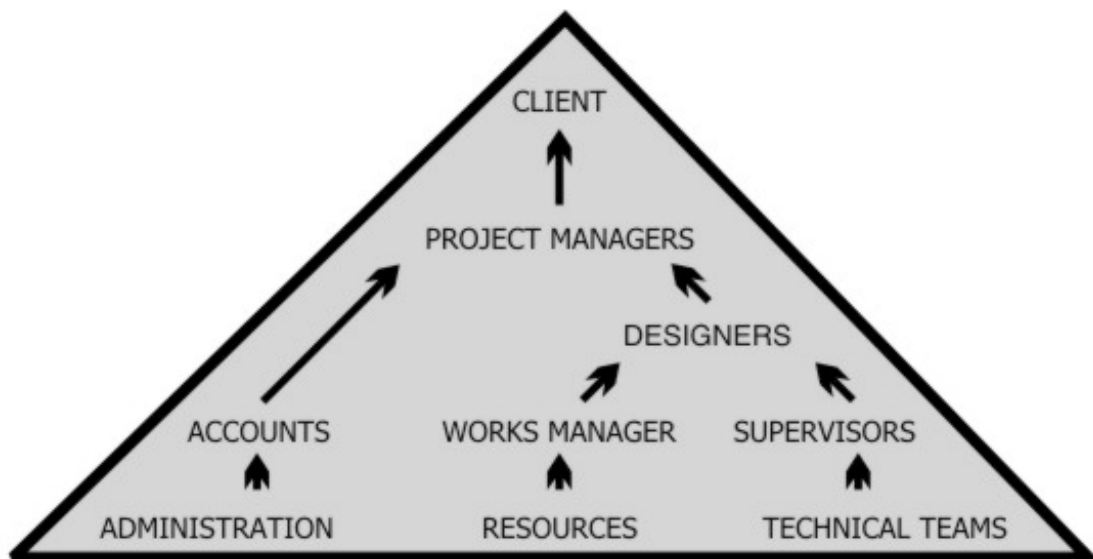 CLIENT
PROJECT MANAGERS
DESIGNERS
ACCOUNTS WORKS MANAGER SUPERVISORS
ADMINISTRATION RESOURCES TECHNICAL TEAMS